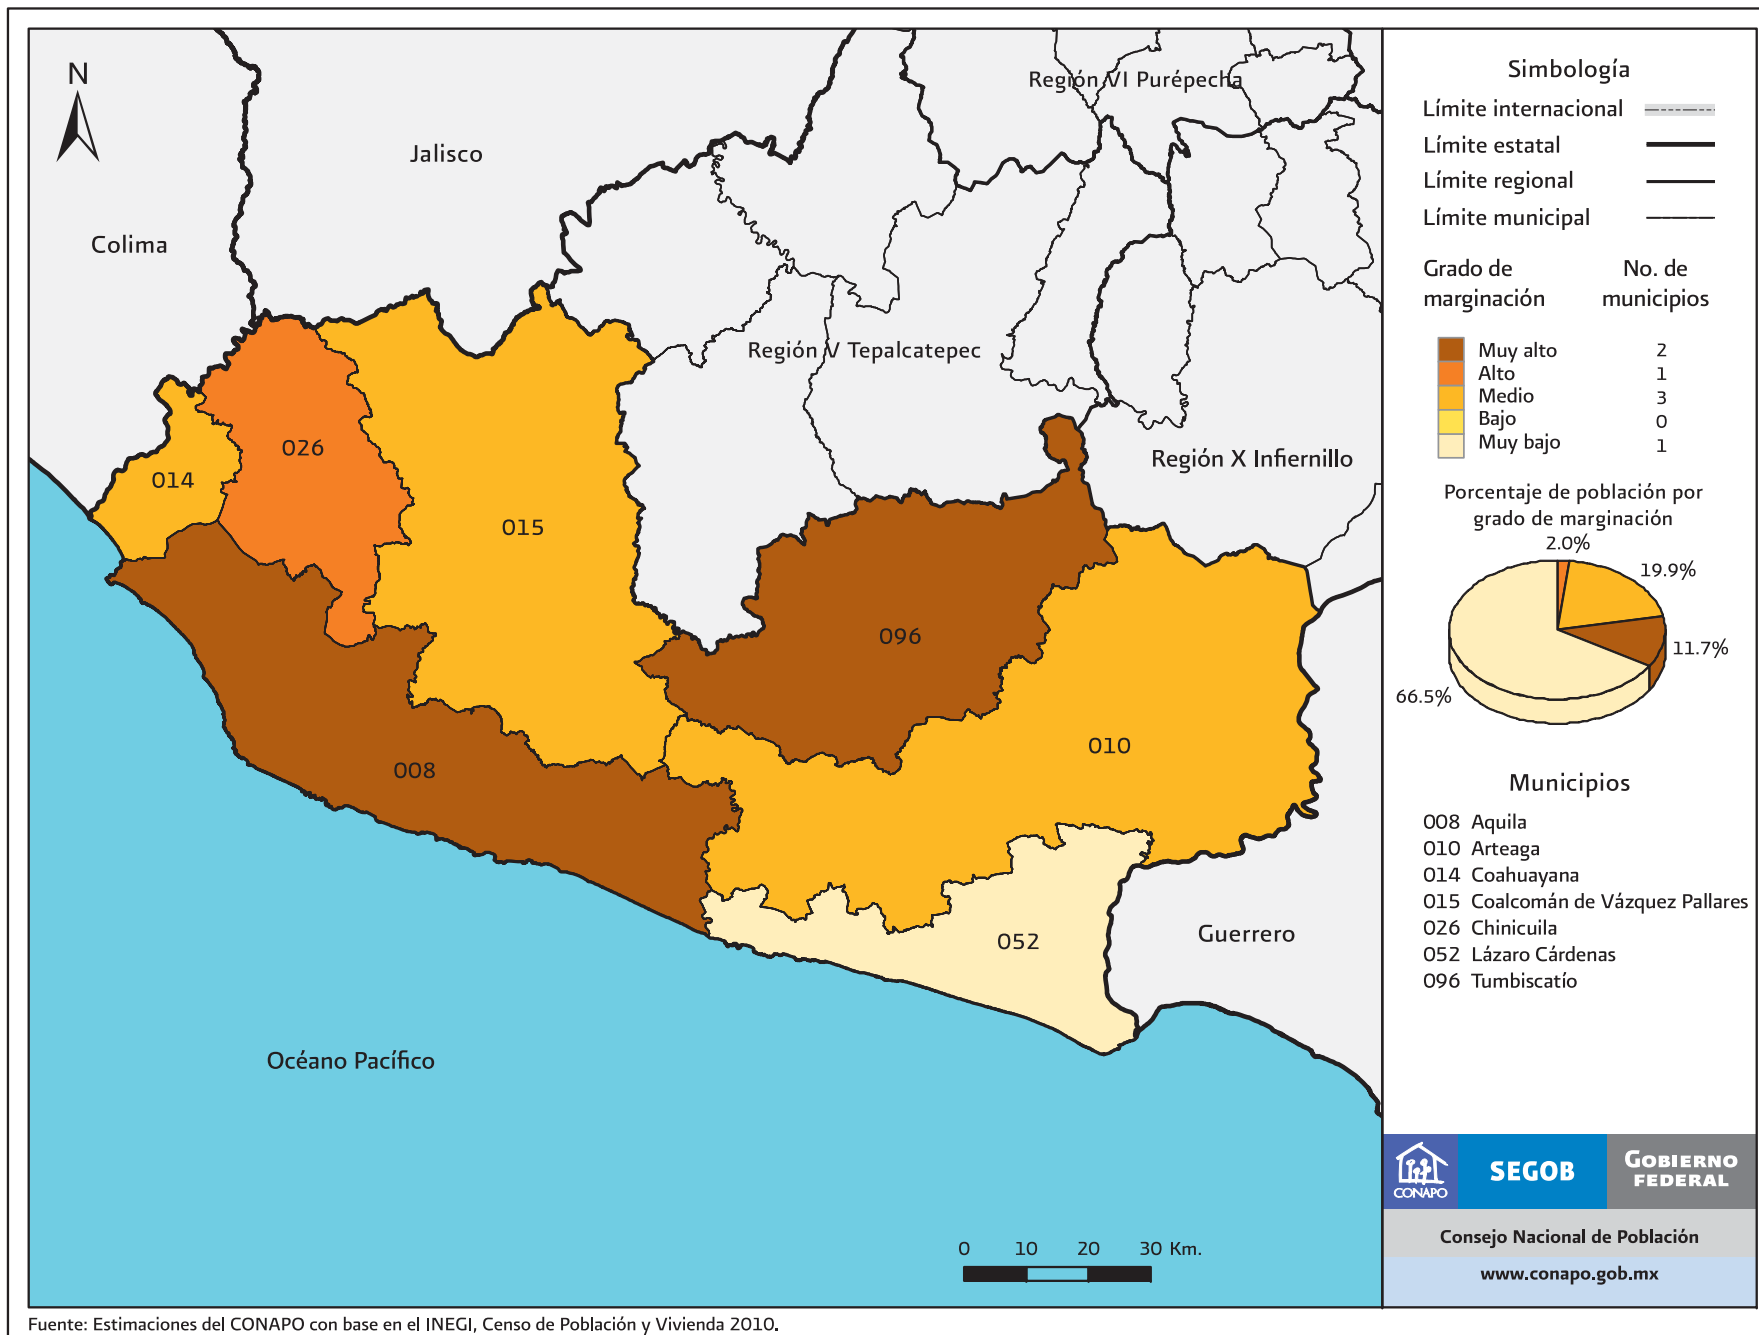 N
Región VI Purépecha
Jalisco
Colima
Región V Tepalcatepec
026
014
Región X Infiernillo
015
096
010
008
052
Guerrero
Océano Pacífico
0 10 20 30 Km.
Simbología
Límite internacional
Límite estatal
Límite regional
Límite municipal
Grado de marginación
No. de municipios
Muy alto 2
Alto 1
Medio 3
Bajo 0
Muy bajo 1
Porcentaje de población por
grado de marginación
2.0%
19.9%
11.7%
66.5%
Municipios
008 Aquila
010 Arteaga
014 Coahuayana
015 Coalcomán de Vázquez Pallares
026 Chinicuila
052 Lázaro Cárdenas
096 Tumbiscatío
CONAPO
SEGOB
GOBIERNO
FEDERAL
Consejo Nacional de Población
www.conapo.gob.mx
Fuente: Estimaciones del CONAPO con base en el INEGI, Censo de Población y Vivienda 2010.